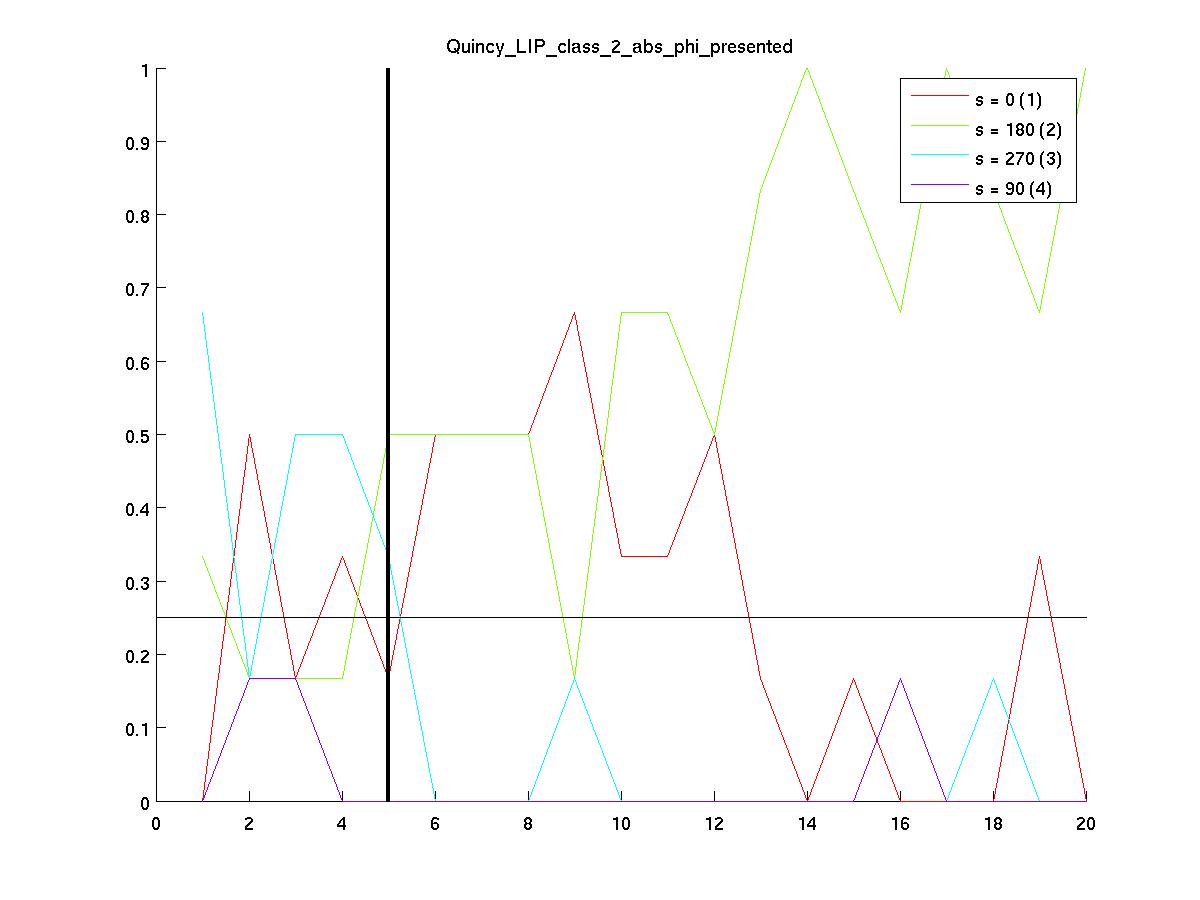 Quincy_LIP_class_2_abs_phi_presented
1
0.9
0.8
0.7
0.6
0.5
0.4
0.3
0.2
0.1
0
s = 0 (1)
s = 180 (2)
s = 270 (3)
s = 90 (4)
0 2 4 6 8 10 12 14 16 18 20